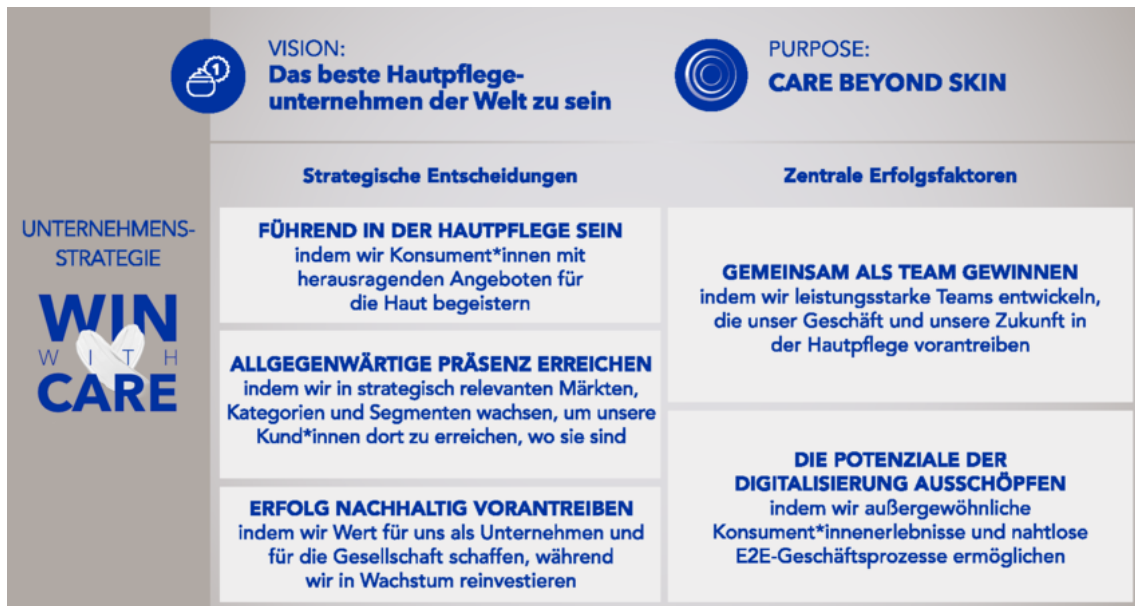 VISION:
Das beste Hautpflege-
unternehmen der Welt zu sein
PURPOSE:
CARE BEYOND SKIN
UNTERNEHMENS-
STRATEGIE
WIN
WITH
CARE
Strategische Entscheidungen
FÜHREND IN DER HAUTPFLEGE SEIN
indem wir Konsument*innen mit
herausragenden Angeboten für
die Haut begeistern
ALLGEGENWÄRTIGE PRÄSENZ ERREICHEN
indem wir in strategisch relevanten Märkten,
Kategorien und Segmenten wachsen, um unsere
Kund*innen dort zu erreichen, wo sie sind
ERFOLG NACHHALTIG VORANTREIBEN
indem wir Wert für uns als Unternehmen und
für die Gesellschaft schaffen, während
wir in Wachstum reinvestieren
Zentrale Erfolgsfaktoren
GEMEINSAM ALS TEAM GEWINNEN
indem wir leistungsstarke Teams entwickeln,
die unser Geschäft und unsere Zukunft in
der Hautpflege vorantreiben
DIE POTENZIALE DER
DIGITALISIERUNG AUSSCHÖPFEN
indem wir außergewöhnliche
Konsument*innenerlebnisse und nahtlose
E2E-Geschäftsprozesse ermöglichen
1